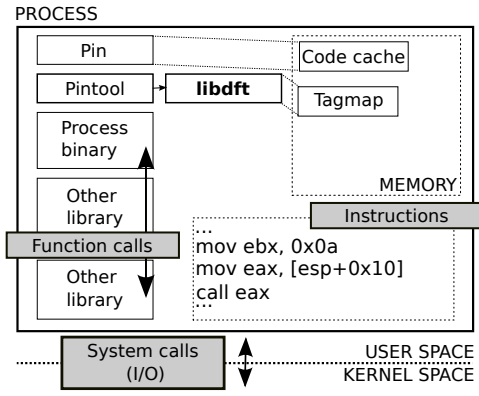 PROCESS
Pin
Code cache
Pintool
libdft
Tagmap
Process
binary
MEMORY
Other
library
Instructions
Function calls
...
mov ebx, 0x0a
mov eax, [esp+0x10]
call eax
...
Other
library
System calls
(I/O)
USER SPACE
KERNEL SPACE